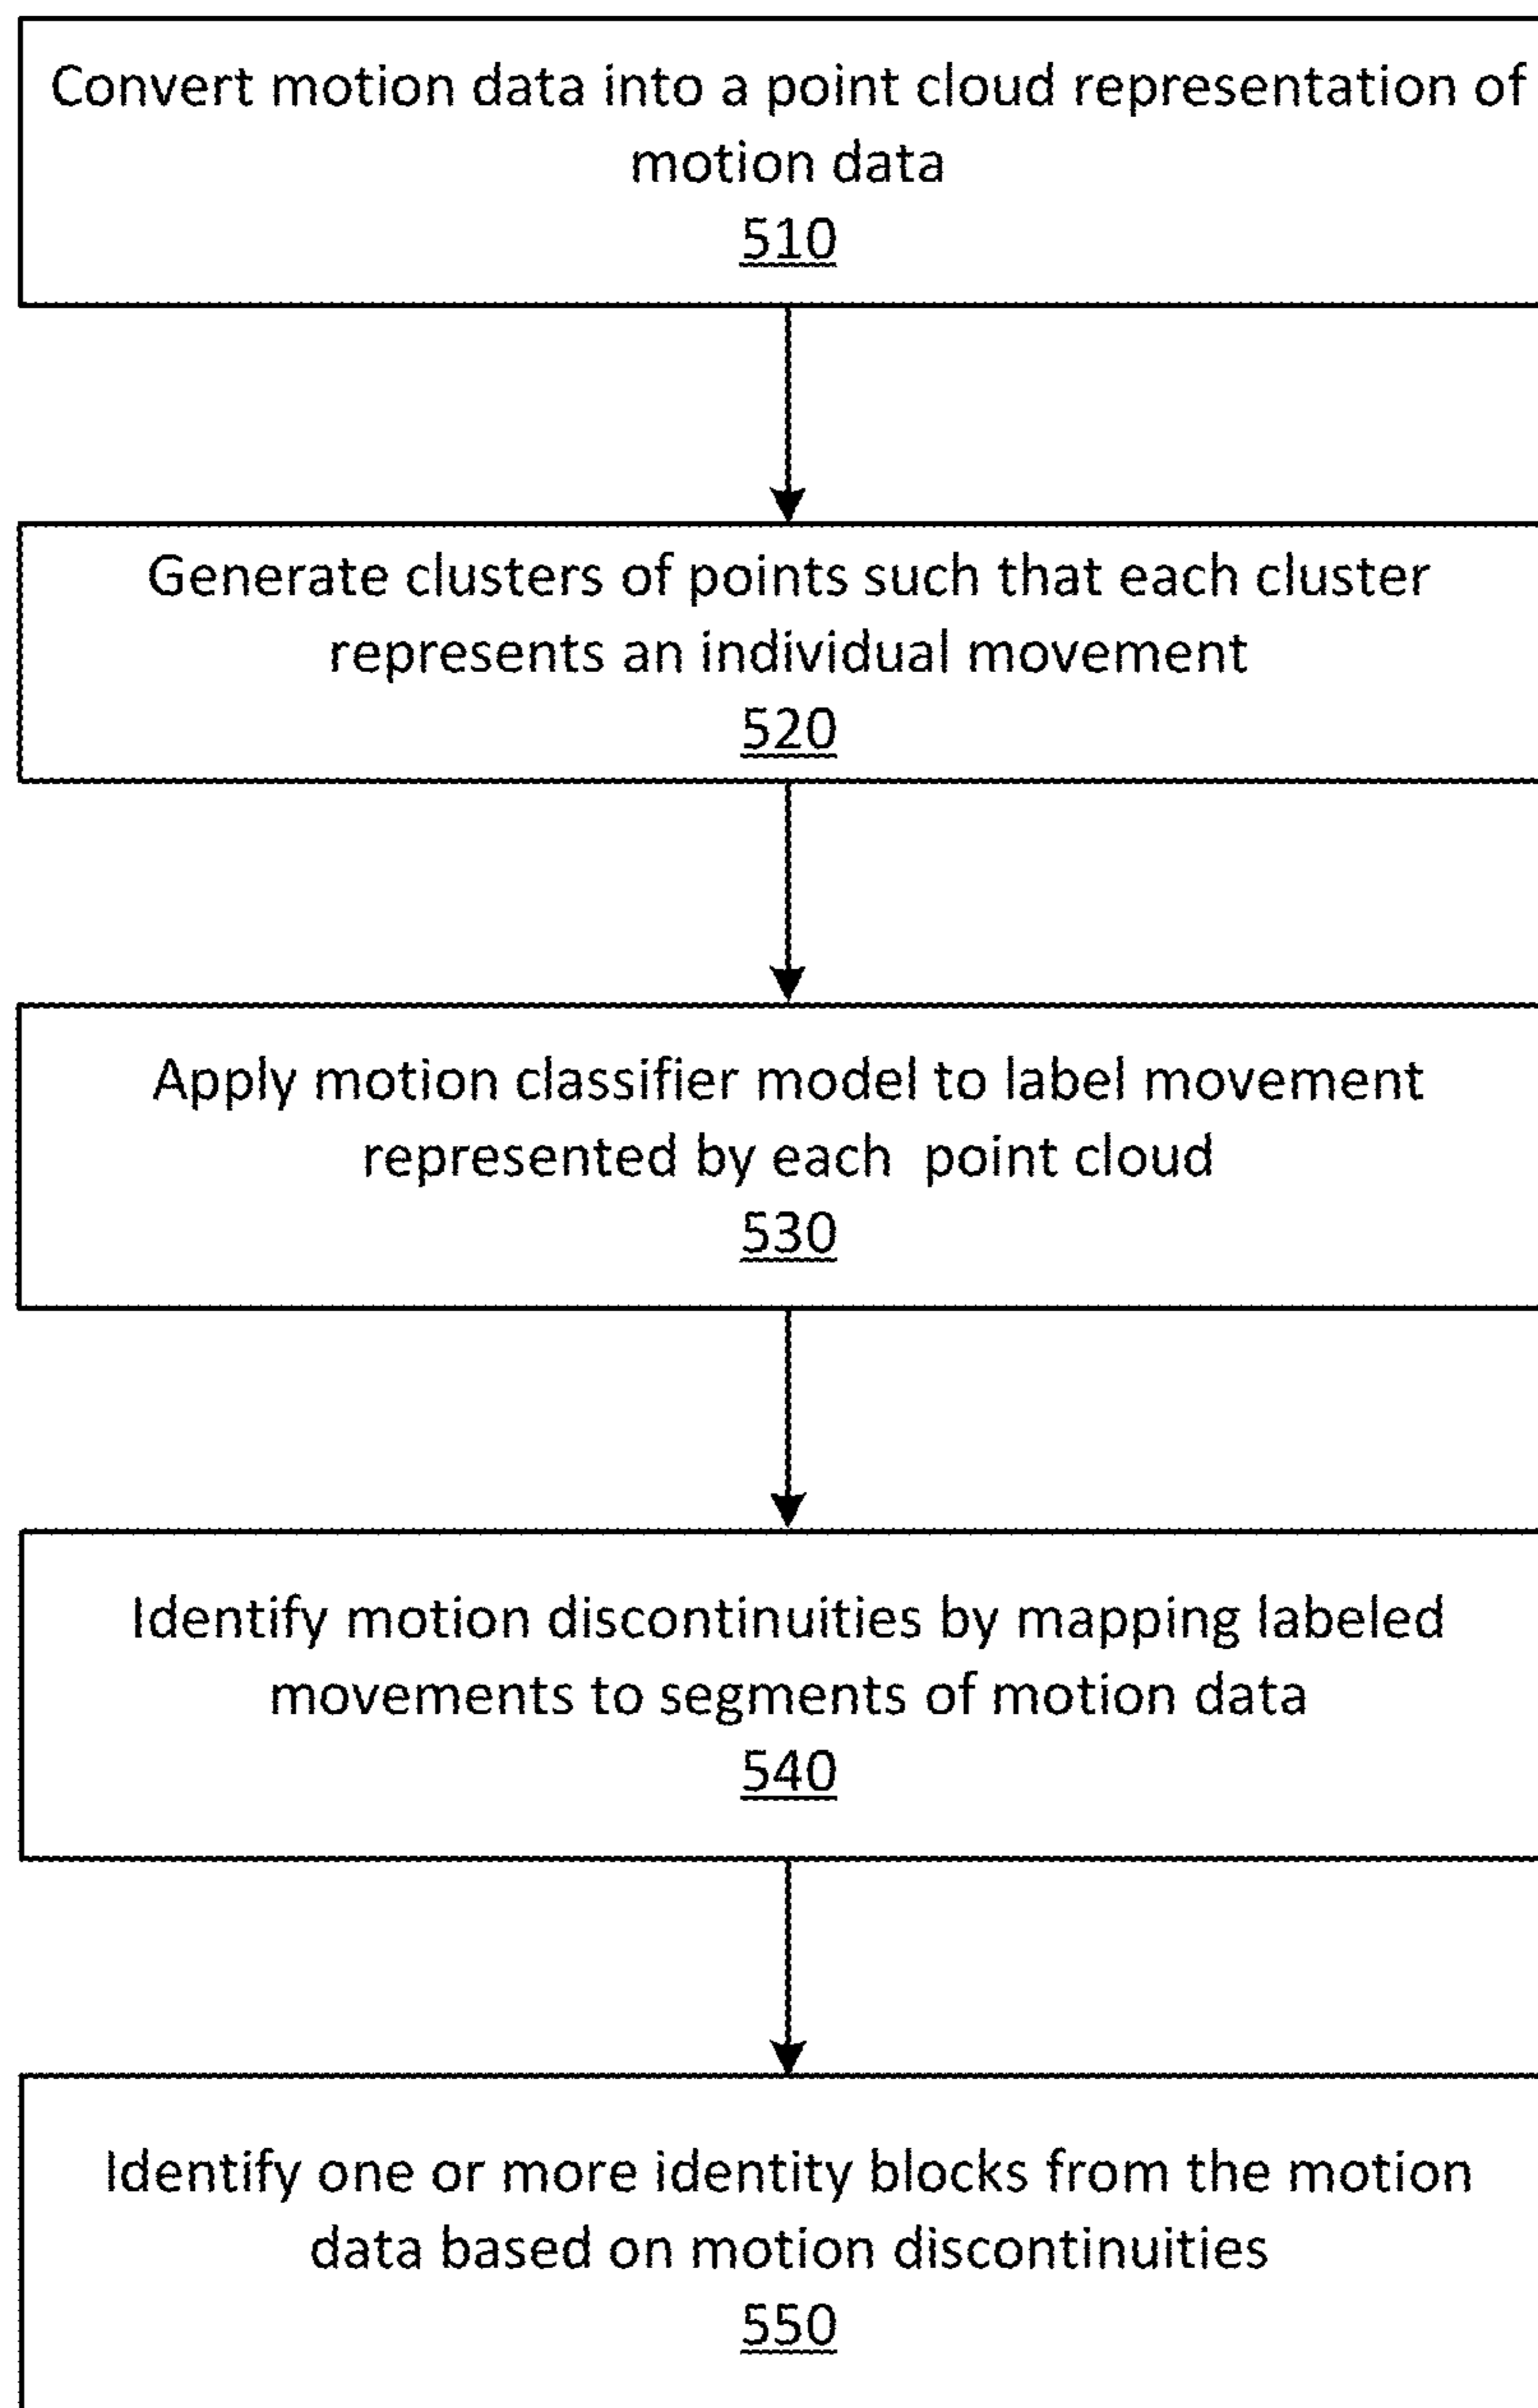 Convert motion data into a point cloud representation of
motion data
510
Generate clusters of points such that each cluster
represents an individual movement
520
Apply motion classifier model to label movement
represented by each point cloud
530
Identify motion discontinuities by mapping labeled
movements to segments of motion data
540
Identify one or more identity blocks from the motion
data based on motion discontinuities
550